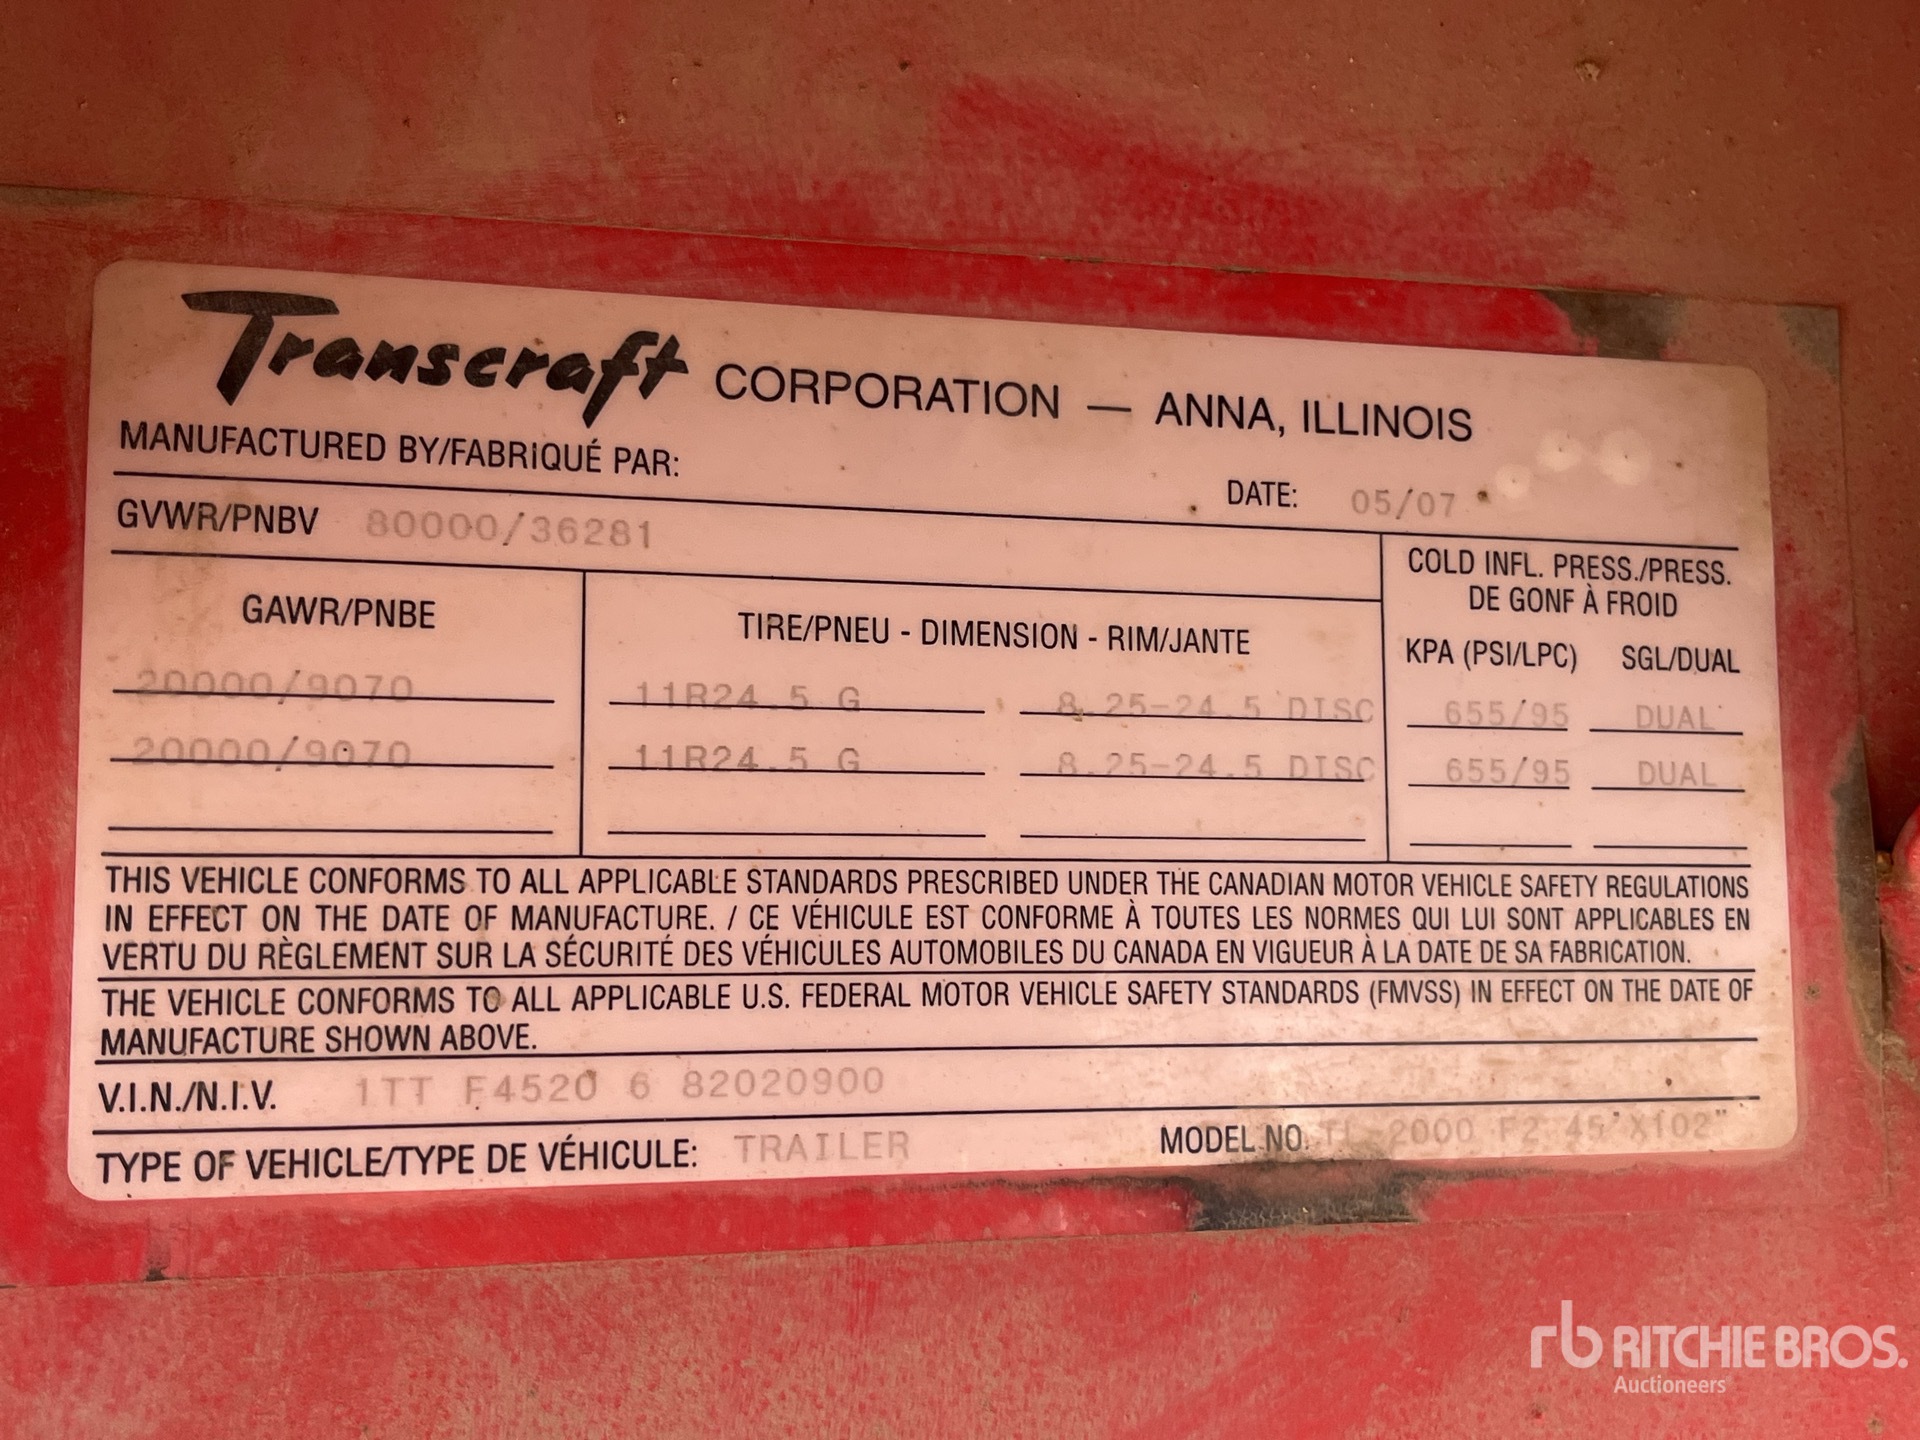 Transcraft CORPORATION — ANNA, ILLINOIS
MANUFACTURED BY/FABRIQUÉ PAR:
DATE: 05/07
GVWR/PNBV 80000/36281
COLD INFL. PRESS./PRESS.
DE GONF À FROID
GAWR/PNBE TIRE/PNEU - DIMENSION - RIM/JANTE KPA (PSI/LPC) SGL/DUAL
20000/9070 11R24.5 G 8.25-24.5 DISC 655/95 DUAL
20000/9070 11R24.5 G 8.25-24.5 DISC 655/95 DUAL
THIS VEHICLE CONFORMS TO ALL APPLICABLE STANDARDS PRESCRIBED UNDER THE CANADIAN MOTOR VEHICLE SAFETY REGULATIONS
IN EFFECT ON THE DATE OF MANUFACTURE. / CE VÉHICULE EST CONFORME À TOUTES LES NORMES QUI LUI SONT APPLICABLES EN
VERTU DU RÈGLEMENT SUR LA SÉCURITÉ DES VÉHICULES AUTOMOBILES DU CANADA EN VIGUEUR À LA DATE DE SA FABRICATION.
THE VEHICLE CONFORMS TO ALL APPLICABLE U.S. FEDERAL MOTOR VEHICLE SAFETY STANDARDS (FMVSS) IN EFFECT ON THE DATE OF
MANUFACTURE SHOWN ABOVE.
V.I.N./N.I.V. 1TT F4520 6 82020900
TYPE OF VEHICLE/TYPE DE VÉHICULE: TRAILER MODEL NO. TL-2000 F2 45'X102"
rb RITCHIE BROS.
Auctioneers